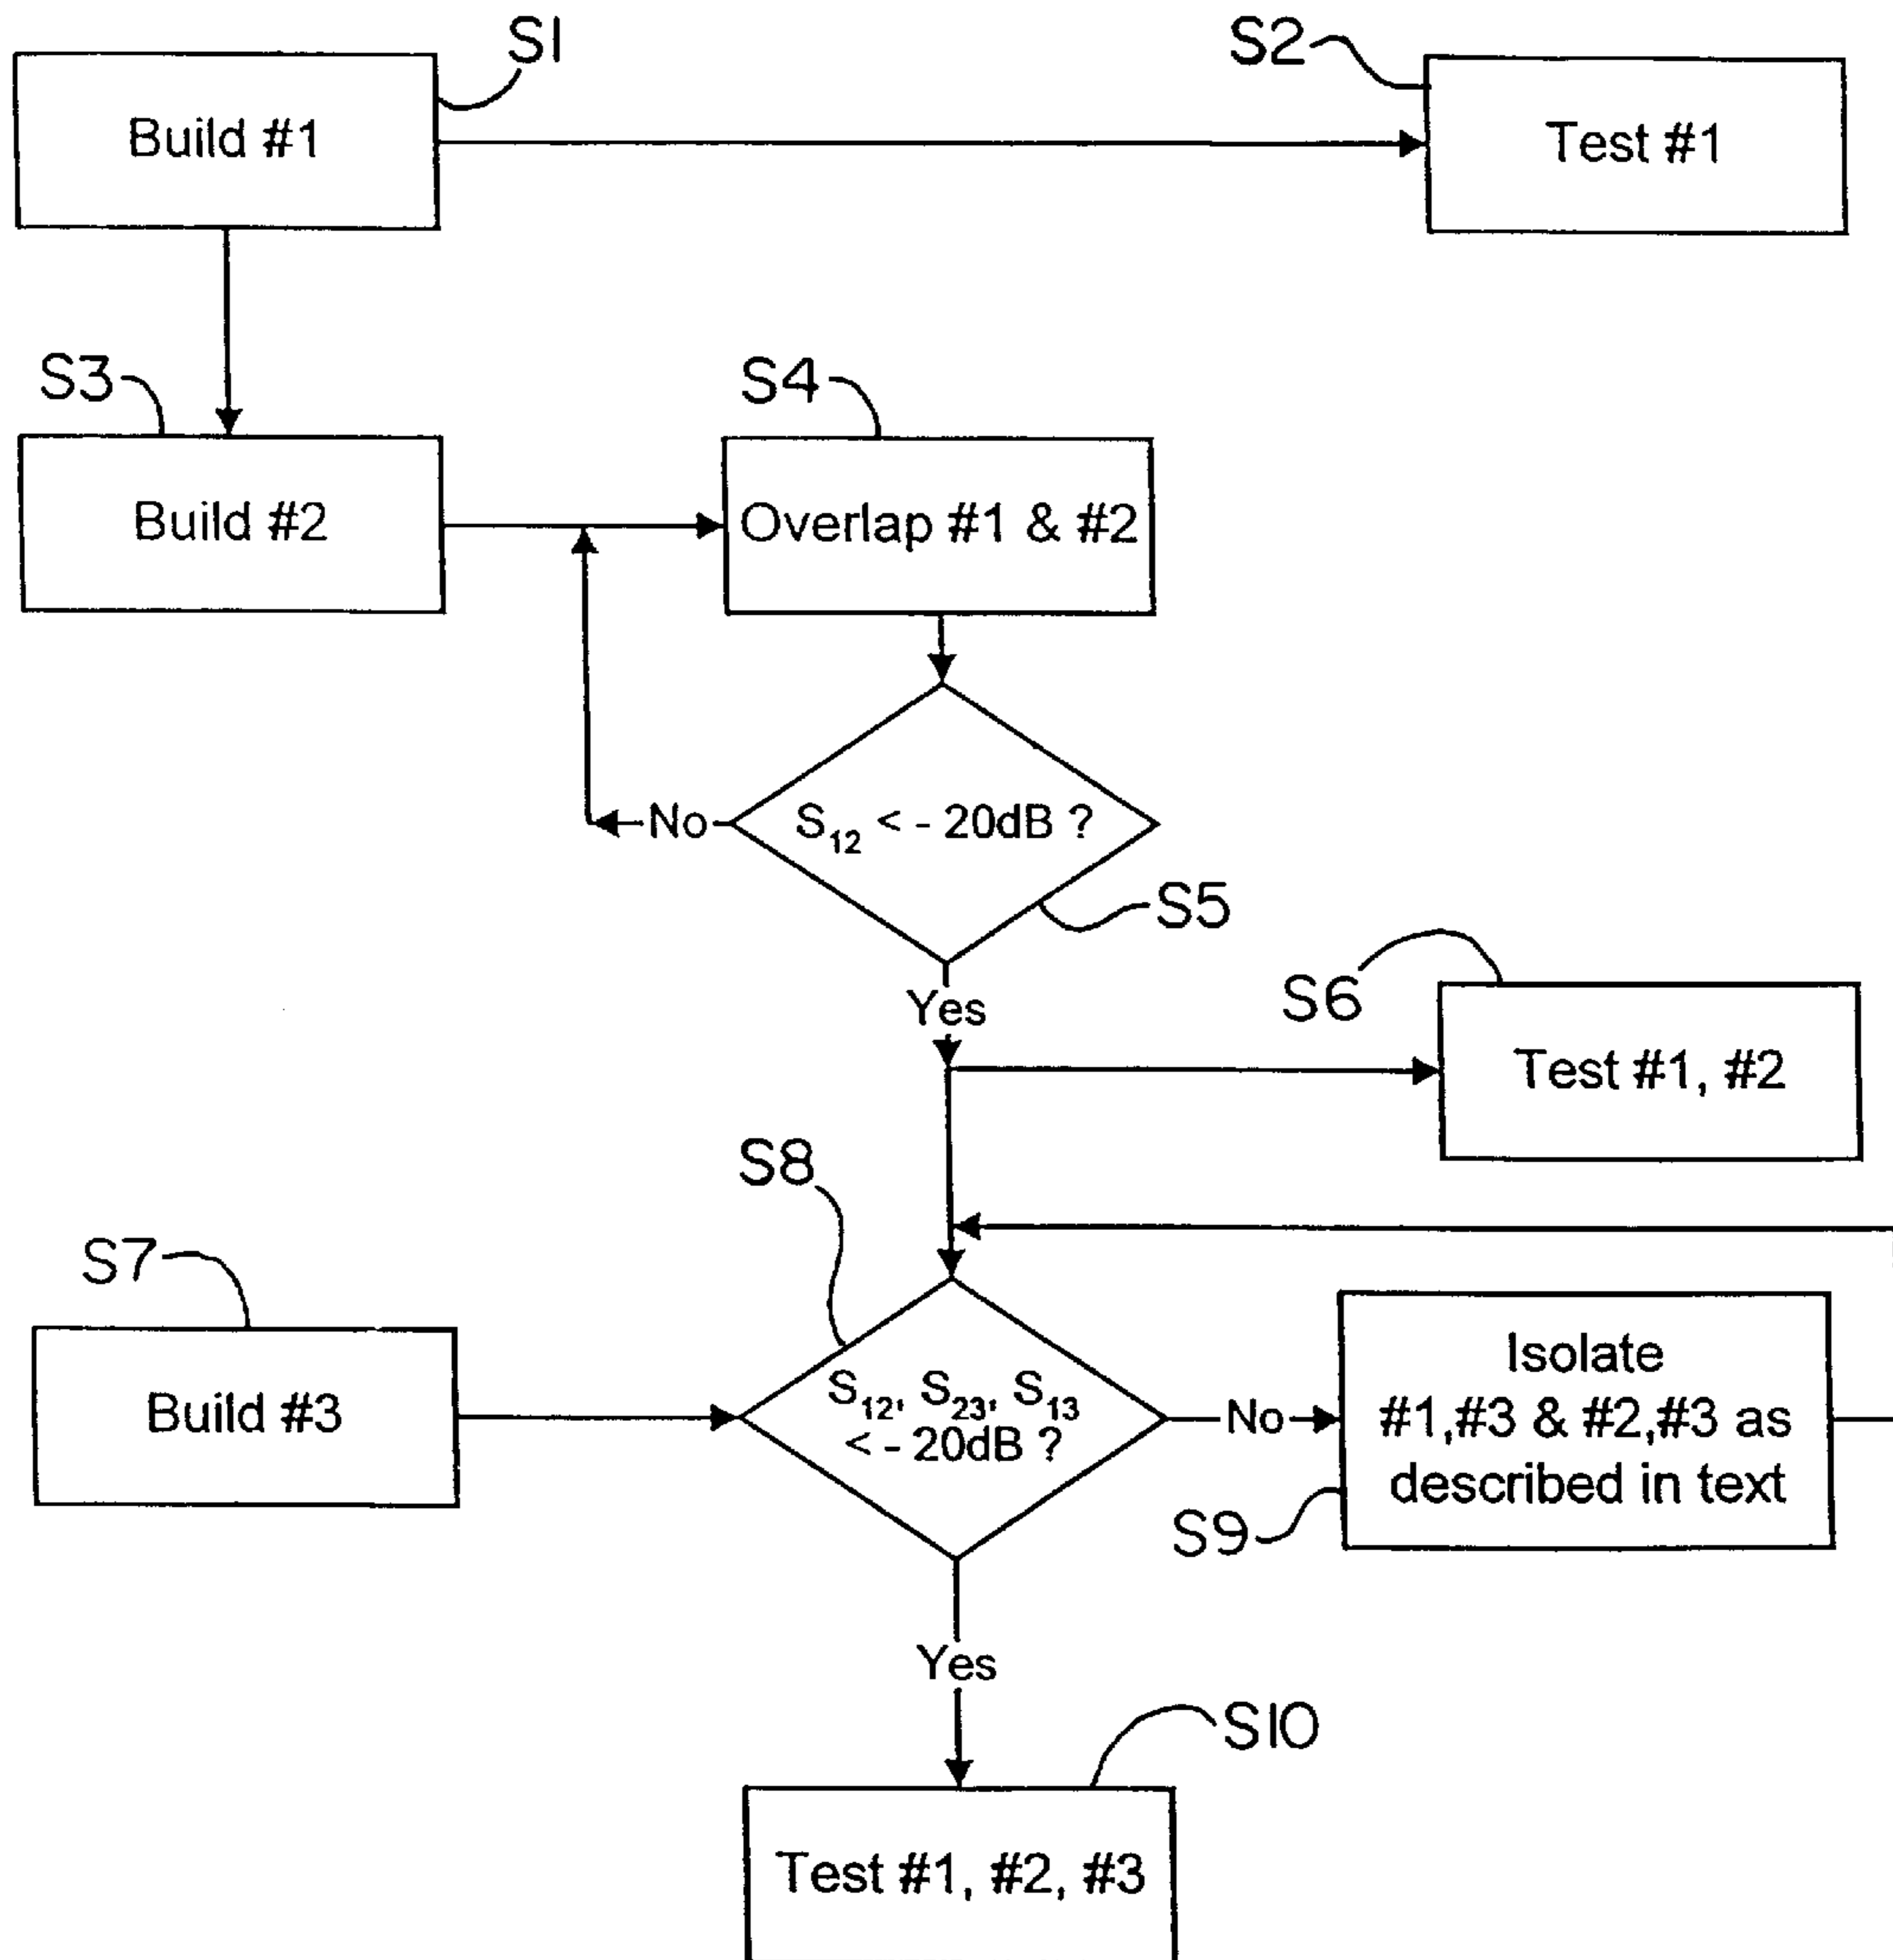 S1
S2
Build #1
Test #1
S3
S4
Build #2
Overlap #1 & #2
No
S12 < - 20dB ?
S5
Yes
S6
Test #1, #2
S8
S7
Build #3
S12, S23, S13
< - 20dB ?
No
Isolate
#1,#3 & #2,#3 as
described in text
S9
Yes
S10
Test #1, #2, #3